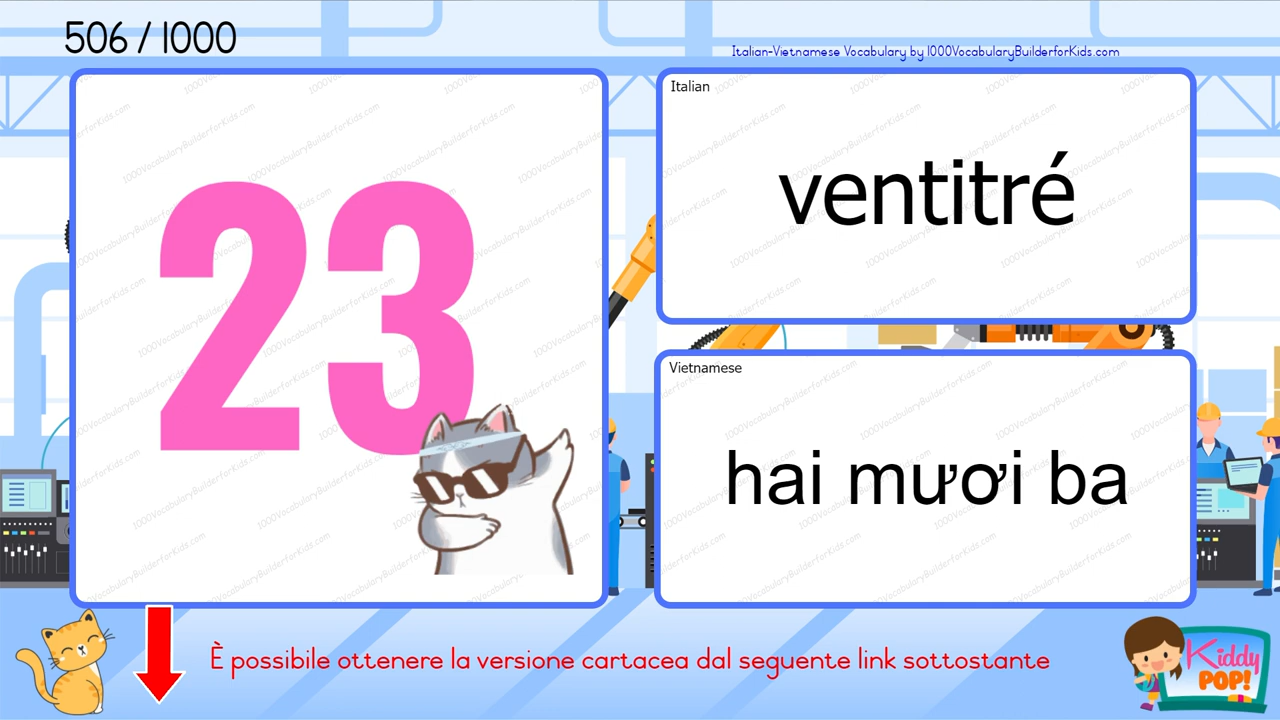 506 / 1000
Italian-Vietnamese Vocabulary by 1000VocabularyBuilderforKids.com
23
Italian
ventitré
Vietnamese
hai mươi ba
È possibile ottenere la versione cartacea dal seguente link sottostante
Kiddy
POP!